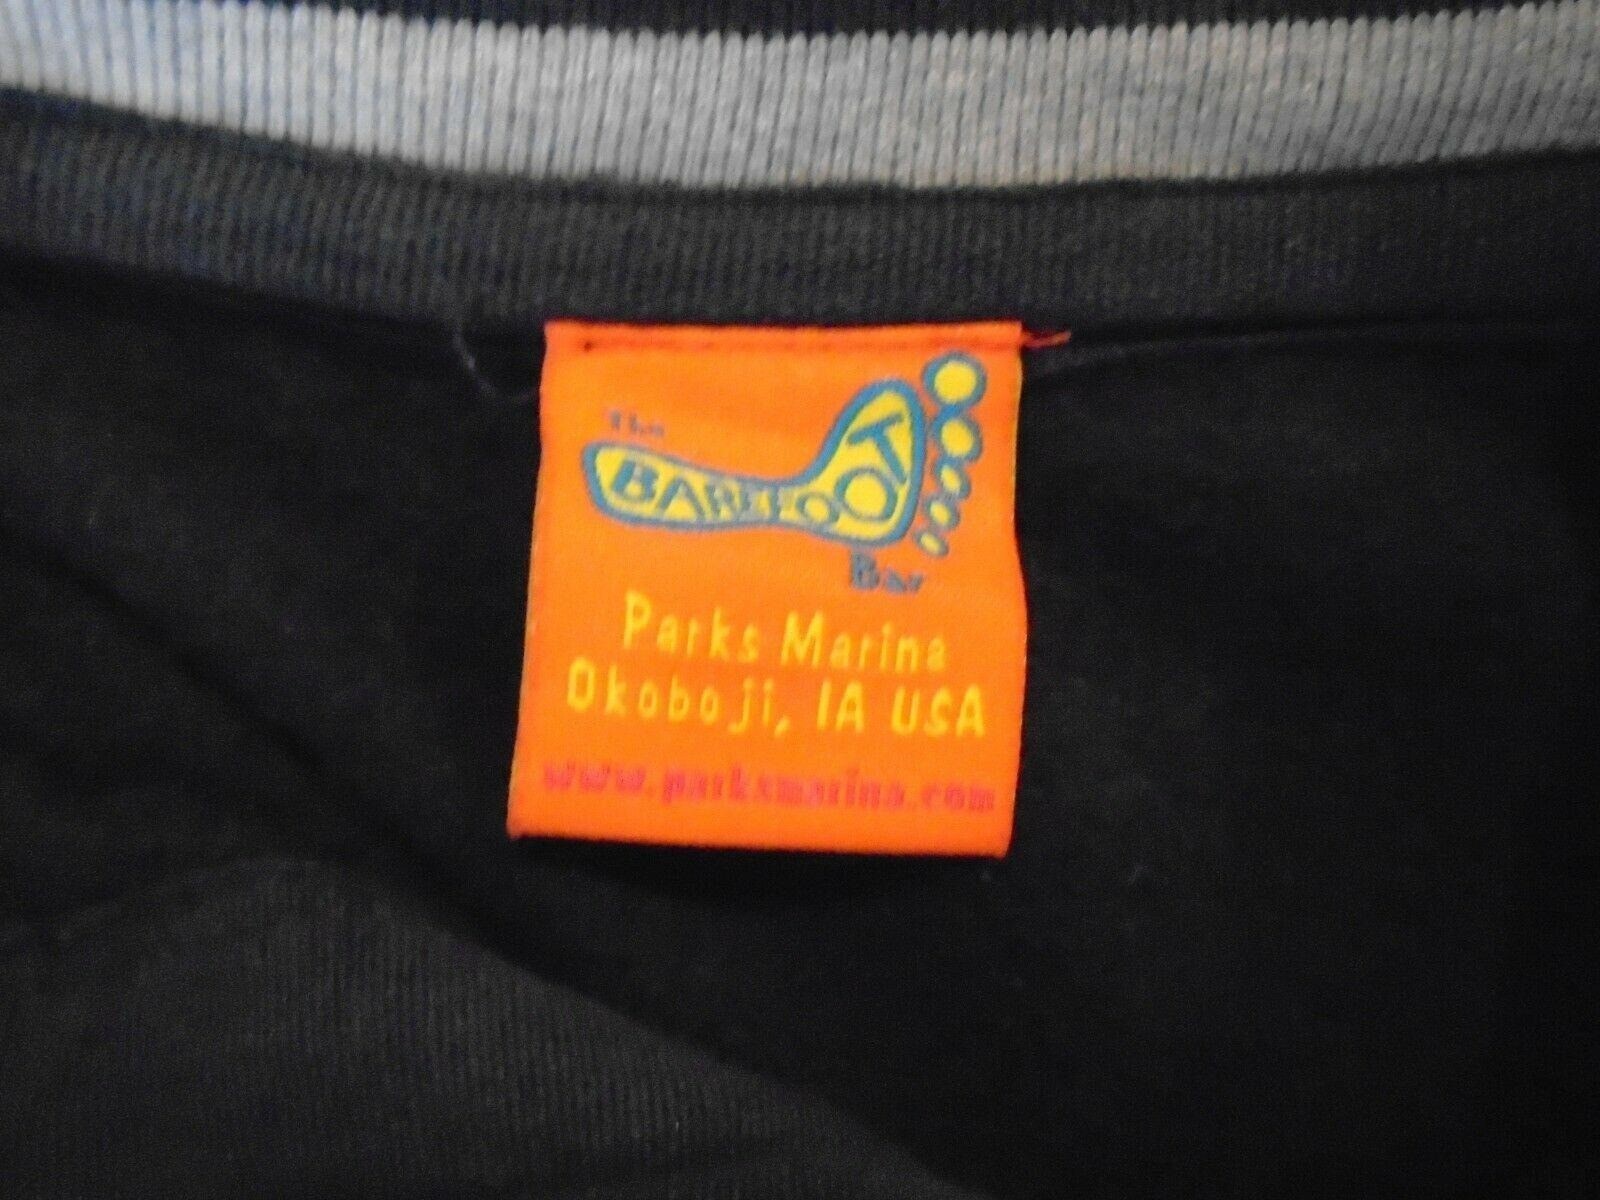 The
BAREFOOT
Bar
Parks Marina
Okoboji, IA USA
www.parksmarina.com